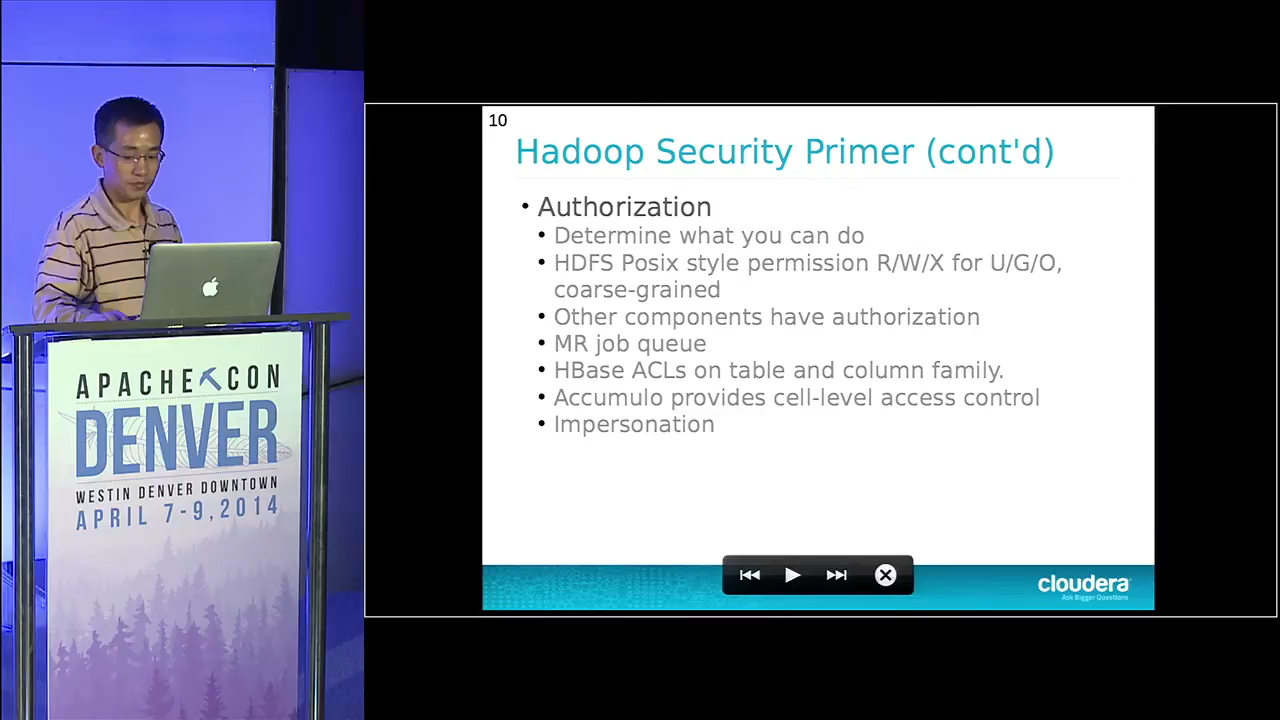 APACHE CON
DENVER
WESTIN DENVER DOWNTOWN
APRIL 7-9, 2014
10
Hadoop Security Primer (cont'd)
• Authorization
• Determine what you can do
• HDFS Posix style permission R/W/X for U/G/O,
coarse-grained
• Other components have authorization
• MR job queue
• HBase ACLs on table and column family.
• Accumulo provides cell-level access control
• Impersonation
cloudera
Ask Bigger Questions